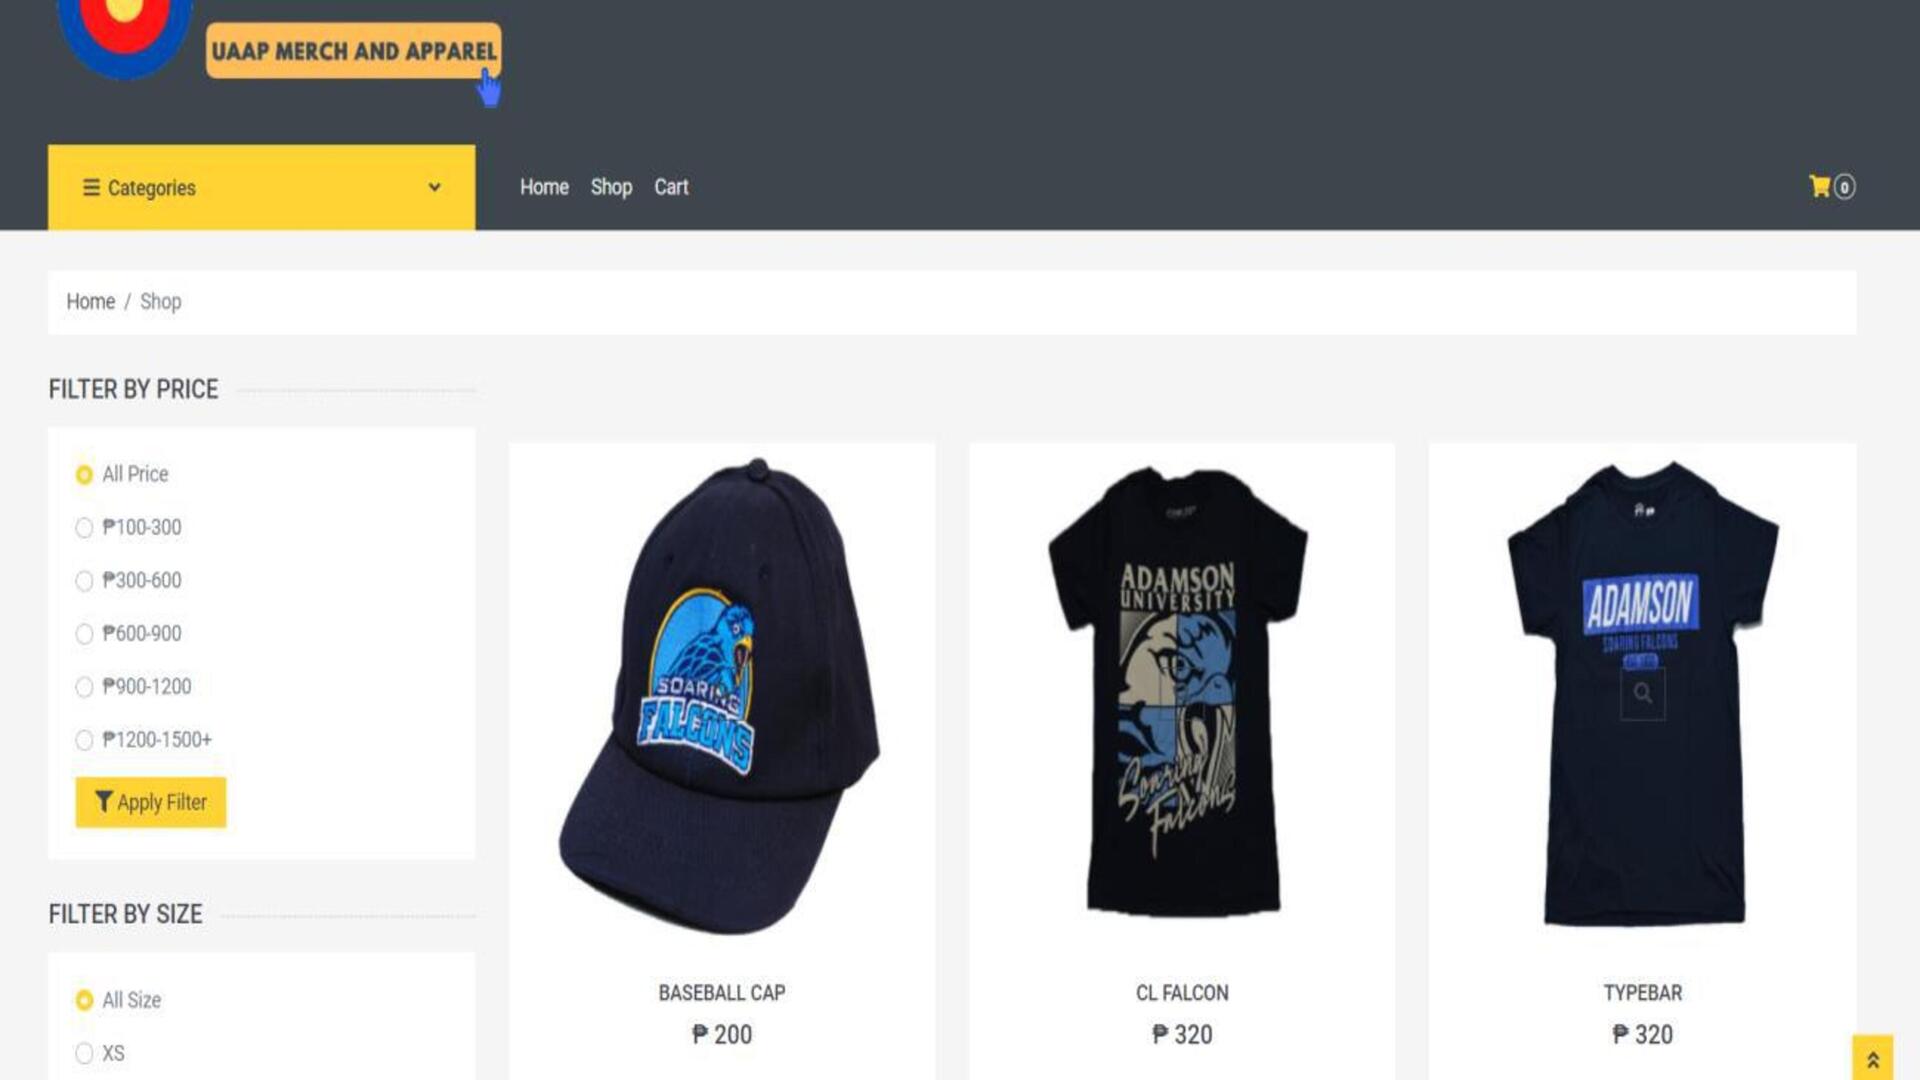 UAAP MERCH AND APPAREL
Categories
Home Shop Cart
0
Home / Shop
FILTER BY PRICE
All Price
₱100-300
₱300-600
₱600-900
₱900-1200
₱1200-1500+
Apply Filter
FILTER BY SIZE
All Size
XS
SOARING
FALCONS
BASEBALL CAP
₱ 200
ADAMSON
UNIVERSITY
Soaring
Falcons
CL FALCON
₱ 320
ADAMSON
SOARING FALCONS
TYPEBAR
₱ 320